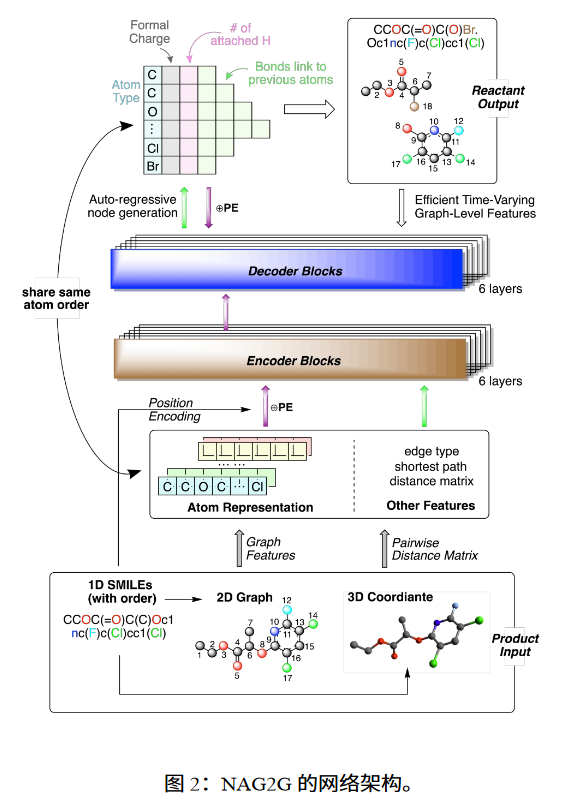 Formal
Charge
# of
attached H
Bonds link to
previous atoms
Atom
Type
C
C
O
⋮
Cl
Br
CCOC(=O)C(O)Br.
Oc1nc(F)c(Cl)cc1(Cl)
1
2
3
4
5
6
7
18
8
9
10
11
12
13
14
15
16
17
Reactant
Output
Auto-regressive
node generation
⊕PE
Efficient Time-Varying
Graph-Level Features
Decoder Blocks
6 layers
share same
atom order
Encoder Blocks
6 layers
Position
Encoding
⊕PE
C C O C ... Cl
Atom Representation
edge type
shortest path
distance matrix
Other Features
Graph
Features
Pairwise
Distance Matrix
1D SMILEs
(with order)
CCOC(=O)C(C)Oc1
nc(F)c(Cl)cc1(Cl)
2D Graph
1
2
3
4
5
6
7
8
9
10
11
12
13
14
15
16
17
3D Coordiante
Product
Input
图 2：NAG2G 的网络架构。